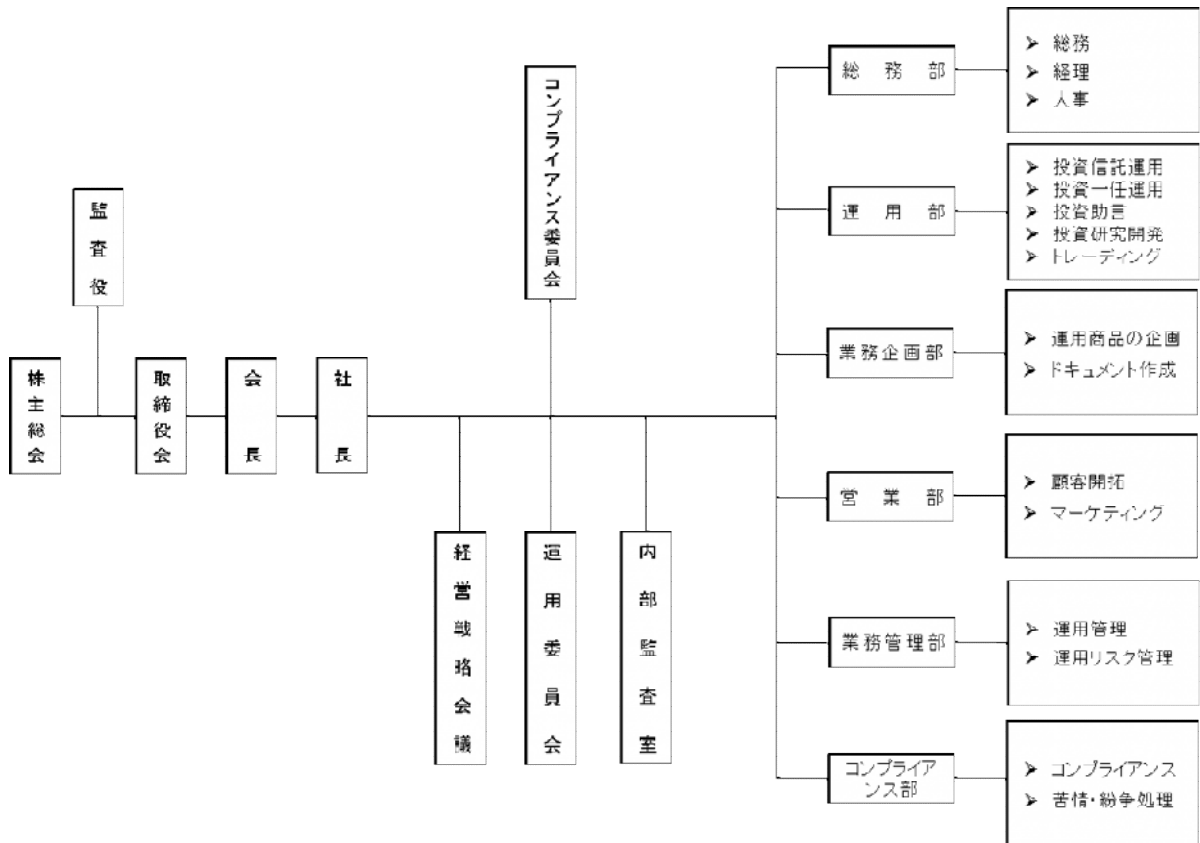 株主総会
監査役
取締役会
会長
社長
コンプライアンス委員会
経営戦略会議
運用委員会
内部監査室
総務部
➢ 総務
➢ 経理
➢ 人事
運用部
➢ 投資信託運用
➢ 投資一任運用
➢ 投資助言
➢ 投資研究開発
➢ トレーディング
業務企画部
➢ 運用商品の企画
➢ ドキュメント作成
営業部
➢ 顧客開拓
➢ マーケティング
業務管理部
➢ 運用管理
➢ 運用リスク管理
コンプライア
ンス部
➢ コンプライアンス
➢ 苦情・紛争処理